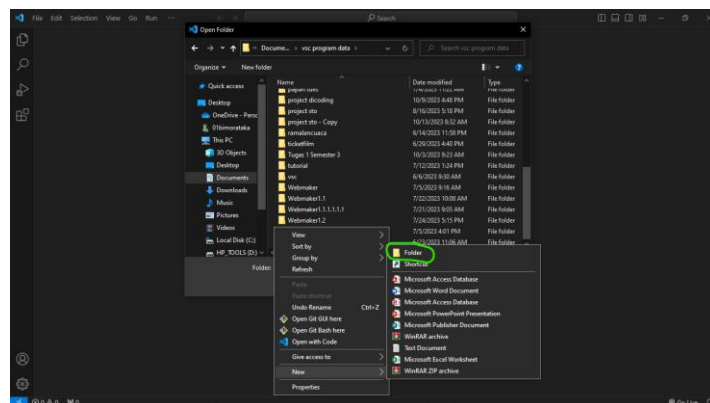 File Edit Selection View Go Run ···
Search
Open Folder
Docume... > vsc program data >
Search vsc program data
Organize New folder
Name Date modified Type
Quick access
Desktop
OneDrive - Perso
01bimorataka
This PC
3D Objects
Desktop
Documents
Downloads
Music
Pictures
Videos
Local Disk (C:)
HP_TOOLS (D:)
project dicoding 10/9/2023 4:48 PM File folder
project sto 8/16/2023 5:18 PM File folder
project sto - Copy 10/13/2023 8:32 AM File folder
ramalancuaca 6/14/2023 11:58 PM File folder
ticketfilm 6/29/2023 4:40 PM File folder
Tugas 1 Semester 3 10/3/2023 9:23 AM File folder
tutorial 7/12/2023 1:24 PM File folder
vsc 6/6/2023 9:30 AM File folder
Webmaker 7/5/2023 9:16 AM File folder
Webmaker1.1 7/22/2023 10:08 AM File folder
Webmaker1.1.1.1.1.1 7/21/2023 9:05 AM File folder
Webmaker1.2 7/24/2023 5:15 PM File folder
7/5/2023 4:01 PM File folder
6/23/2023 11:06 AM File folder
Folder:
View
Sort by
Group by
Refresh
Paste
Paste shortcut
Undo Rename Ctrl+Z
Open Git GUI here
Open Git Bash here
Open with Code
Give access to
New
Properties
Folder
Shortcut
Microsoft Access Database
Microsoft Word Document
Microsoft Access Database
Microsoft PowerPoint Presentation
Microsoft Publisher Document
WinRAR archive
Text Document
Microsoft Excel Worksheet
WinRAR ZIP archive
Go Live